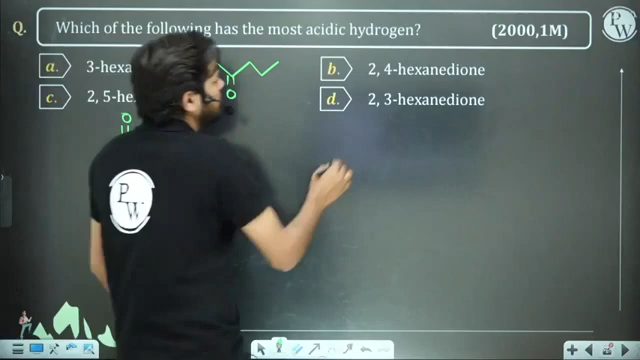 Q. Which of the following has the most acidic hydrogen? (2000,1M)
a. 3-hexa
b. 2, 4-hexanedione
c. 2, 5-he
d. 2, 3-hexanedione
O
O
P W
P W